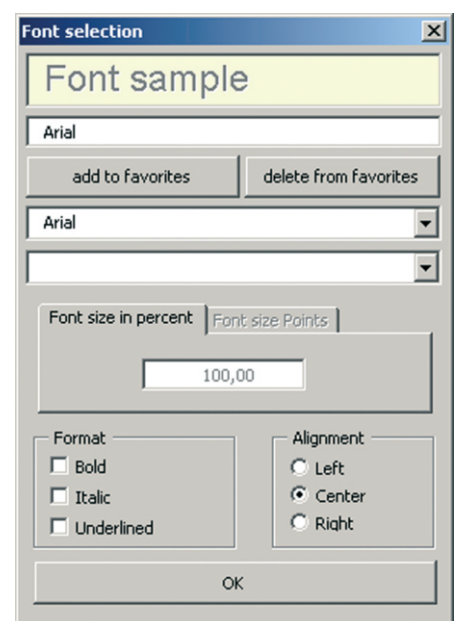 Font selection
Font sample
Arial
add to favorites delete from favorites
Arial
Font size in percent Font size Points
100,00
Format Alignment
Bold Left
Italic Center
Underlined Right
OK